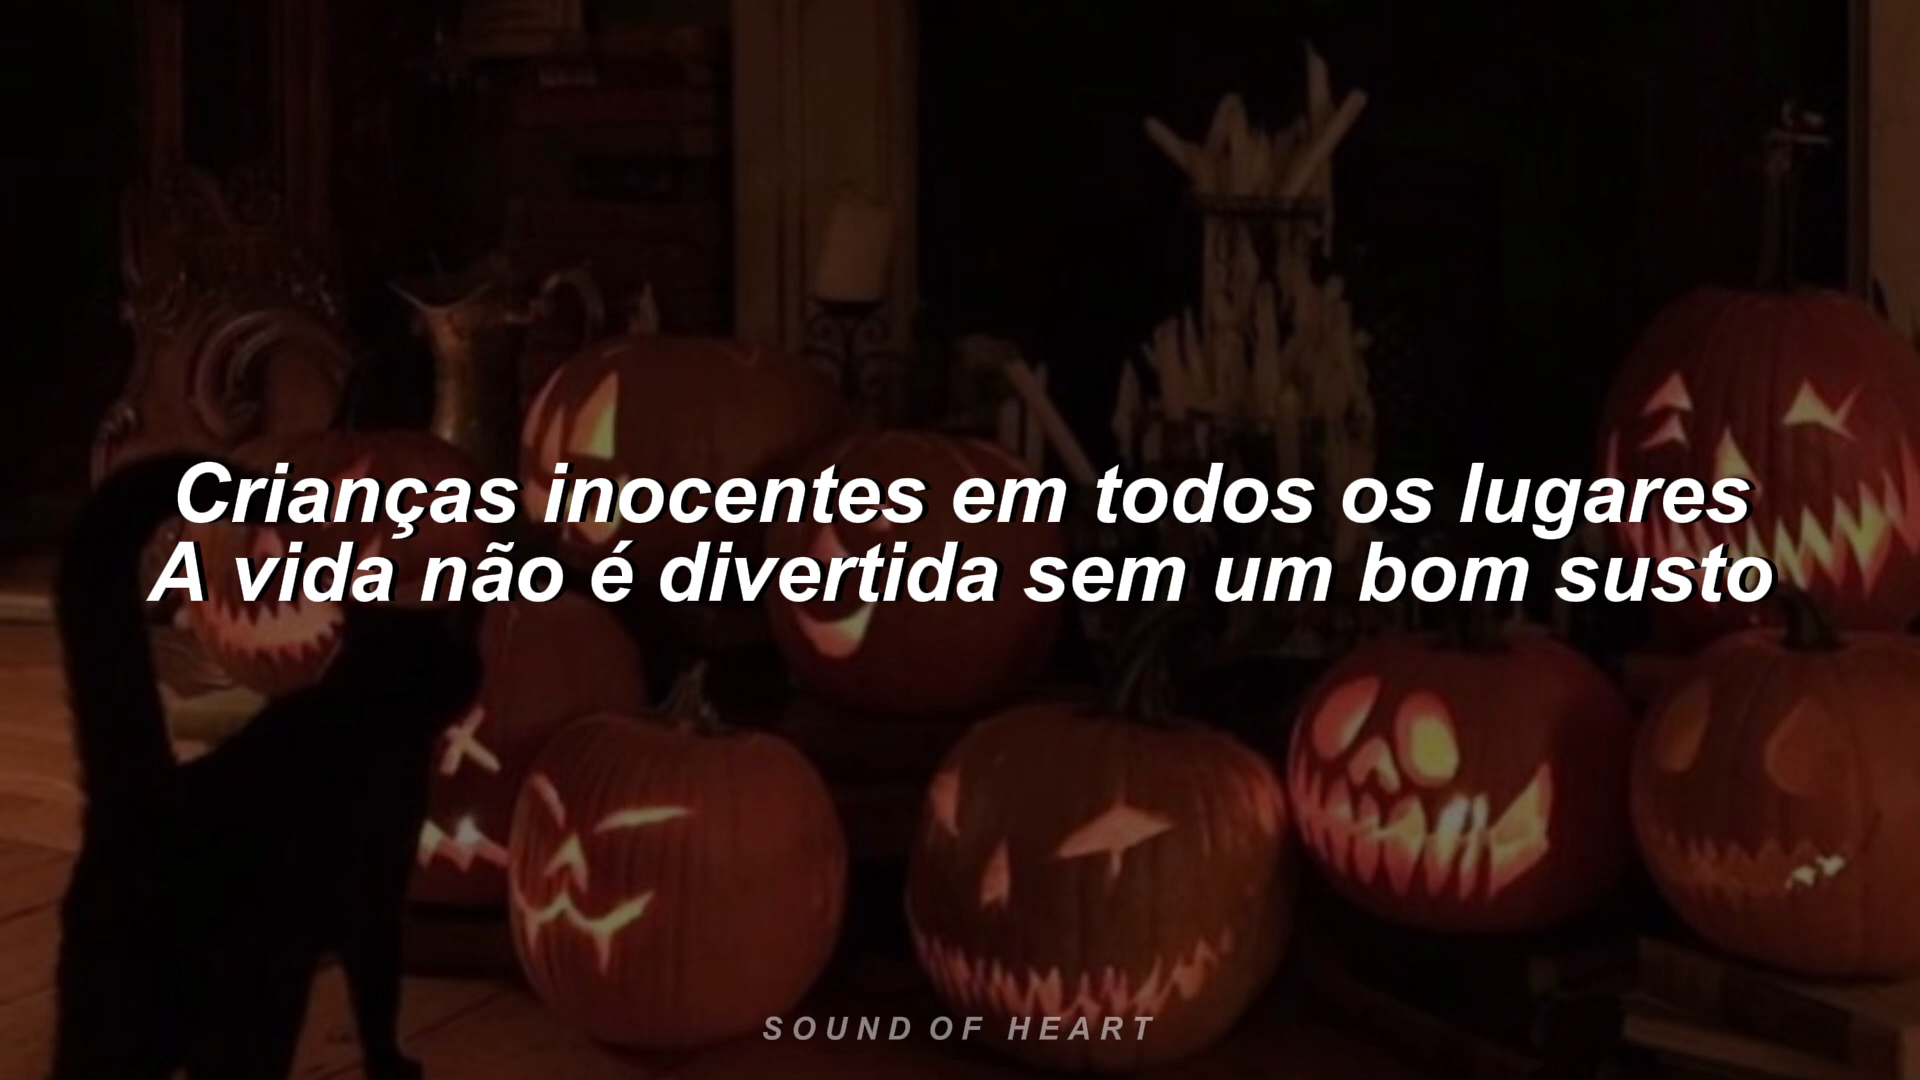 Crianças inocentes em todos os lugares
A vida não é divertida sem um bom susto
SOUND OF HEART